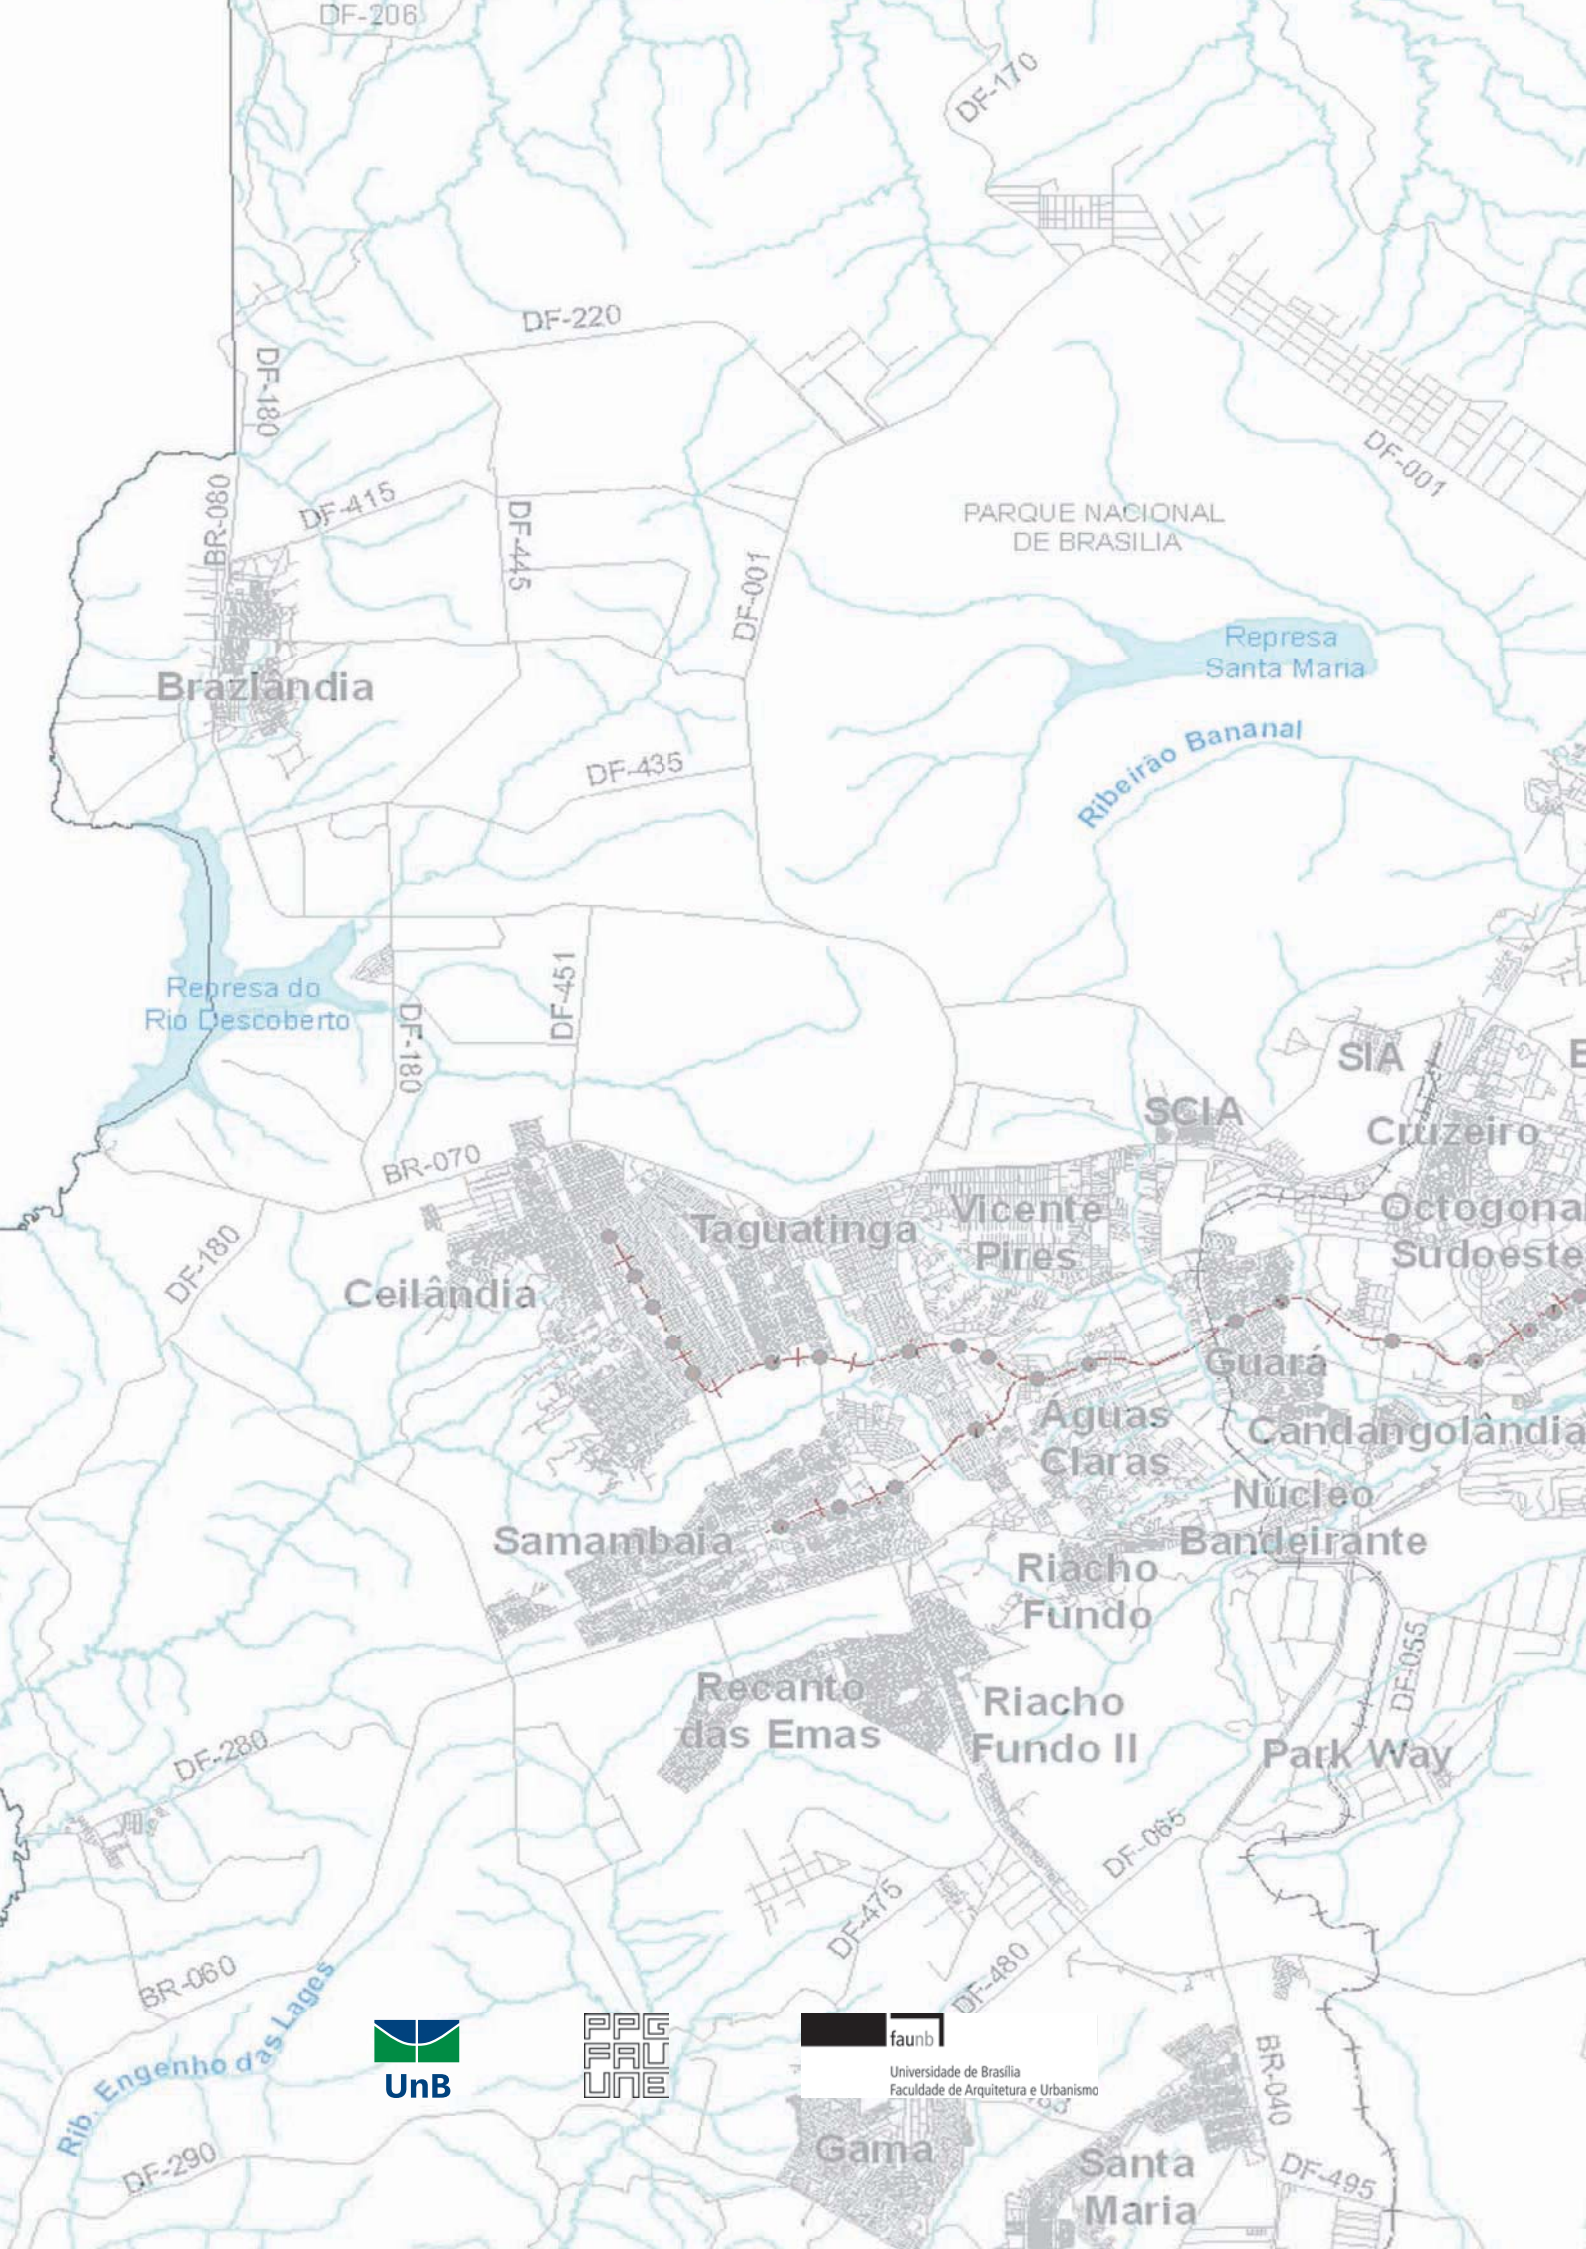 DF-206
DF-170
DF-220
DF-180
DF-001
BR-080
DF-415
DF-445
PARQUE NACIONAL
DE BRASILIA
DF-001
Represa
Santa Maria
Brazlandia
Ribeirão Bananal
DF-435
DF-451
Represa do
Rio Descoberto
DF-180
SIA
SCIA
Cruzeiro
BR-070
Taguatinga
Vicente
Pires
Octogona
Sudoeste
DF-180
Ceilândia
Guará
Aguas
Claras
Candangolândia
Núcleo
Bandeirante
Samambaia
Riacho
Fundo
DF-055
Recanto
das Emas
Riacho
Fundo II
DF-280
Park Way
DF-065
DF-475
BR-060
DF-480
Rib. Engenho das Lages
UnB
PPG
FAU
UNB
faunb
Universidade de Brasília
Faculdade de Arquitetura e Urbanismo
BR-040
Gama
DF-290
Santa
Maria
DF-495